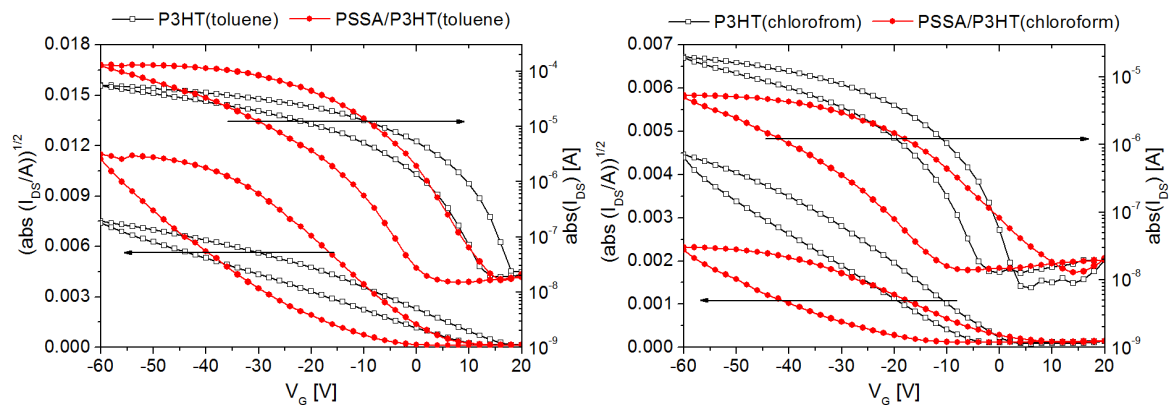 P3HT(toluene) PSSA/P3HT(toluene)
0.018
0.015
0.012
0.009
0.006
0.003
0.000
(abs (I_DS/A))^1/2
10^-4
10^-5
10^-6
10^-7
10^-8
10^-9
abs(I_DS) [A]
-60 -50 -40 -30 -20 -10 0 10 20
V_G [V]
P3HT(chlorofrom) PSSA/P3HT(chloroform)
0.007
0.006
0.005
0.004
0.003
0.002
0.001
0.000
(abs (I_DS/A))^1/2
10^-5
10^-6
10^-7
10^-8
10^-9
abs(I_DS) [A]
-60 -50 -40 -30 -20 -10 0 10 20
V_G [V]